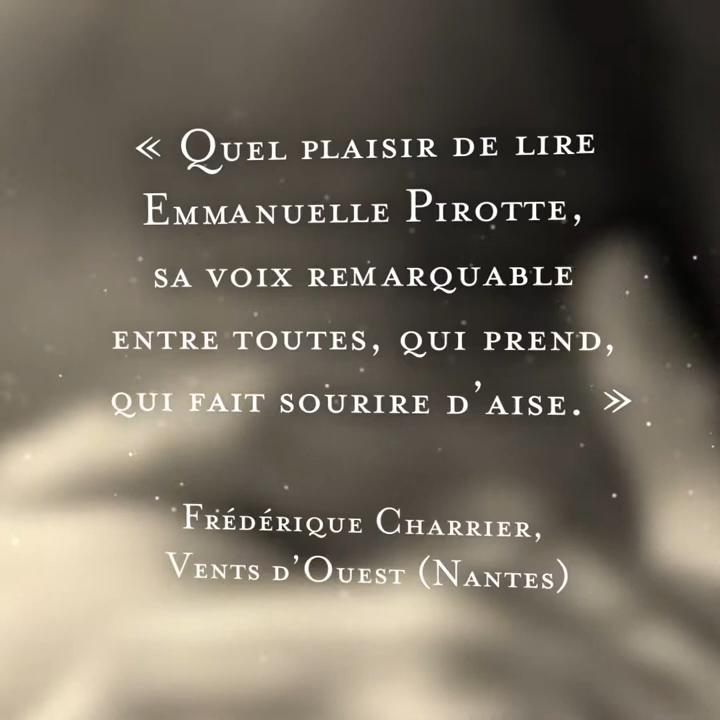 « Quel plaisir de lire
Emmanuelle Pirotte,
sa voix remarquable
entre toutes, qui prend,
qui fait sourire d’aise. »
Frédérique Charrier,
Vents d’Ouest (Nantes)